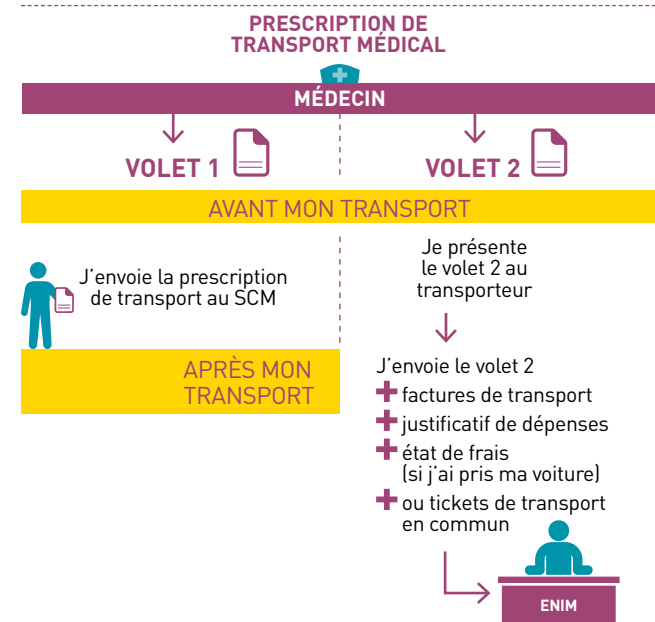 PRESCRIPTION DE
TRANSPORT MÉDICAL
MÉDECIN
VOLET 1
VOLET 2
AVANT MON TRANSPORT
J’envoie la prescription
de transport au SCM
Je présente
le volet 2 au
transporteur
APRÈS MON
TRANSPORT
J’envoie le volet 2
factures de transport
justificatif de dépenses
état de frais
(si j’ai pris ma voiture)
ou tickets de transport
en commun
ENIM